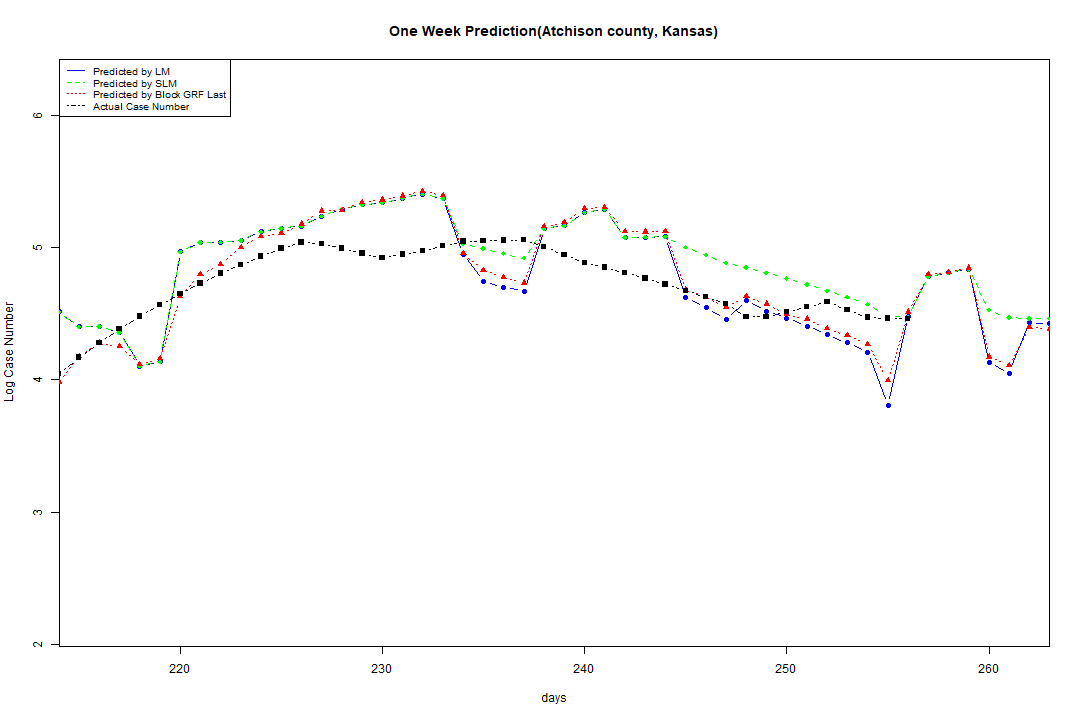 One Week Prediction(Atchison county, Kansas)
Predicted by LM
Predicted by SLM
Predicted by Block GRF Last
Actual Case Number
6
5
4
3
2
Log Case Number
220
230
240
250
260
days